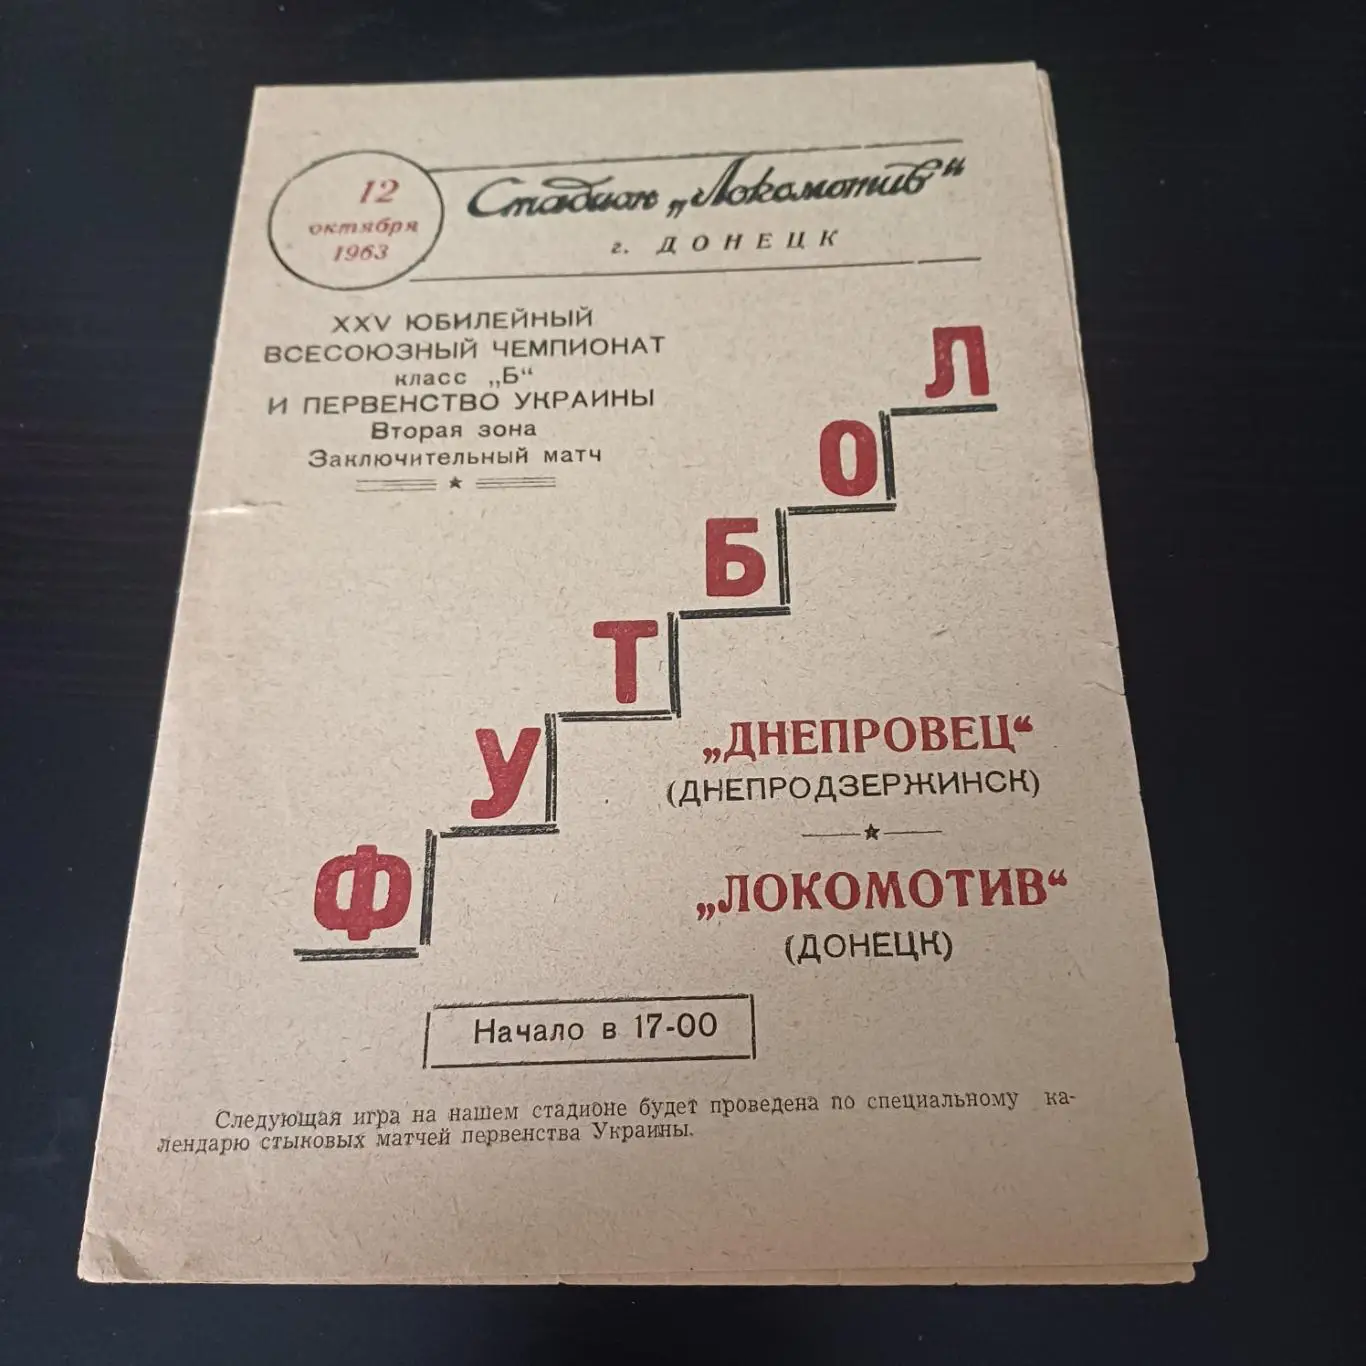 12
октября
1963
Стадион „Локомотив“
г. ДОНЕЦК
XXV ЮБИЛЕЙНЫЙ
ВСЕСОЮЗНЫЙ ЧЕМПИОНАТ
класс „Б“
И ПЕРВЕНСТВО УКРАИНЫ
Вторая зона
Заключительный матч
ФУТБОЛ
„ДНЕПРОВЕЦ“
(ДНЕПРОДЗЕРЖИНСК)
„ЛОКОМОТИВ“
(ДОНЕЦК)
Начало в 17-00
Следующая игра на нашем стадионе будет проведена по специальному ка-
лендарю стыковых матчей первенства Украины.